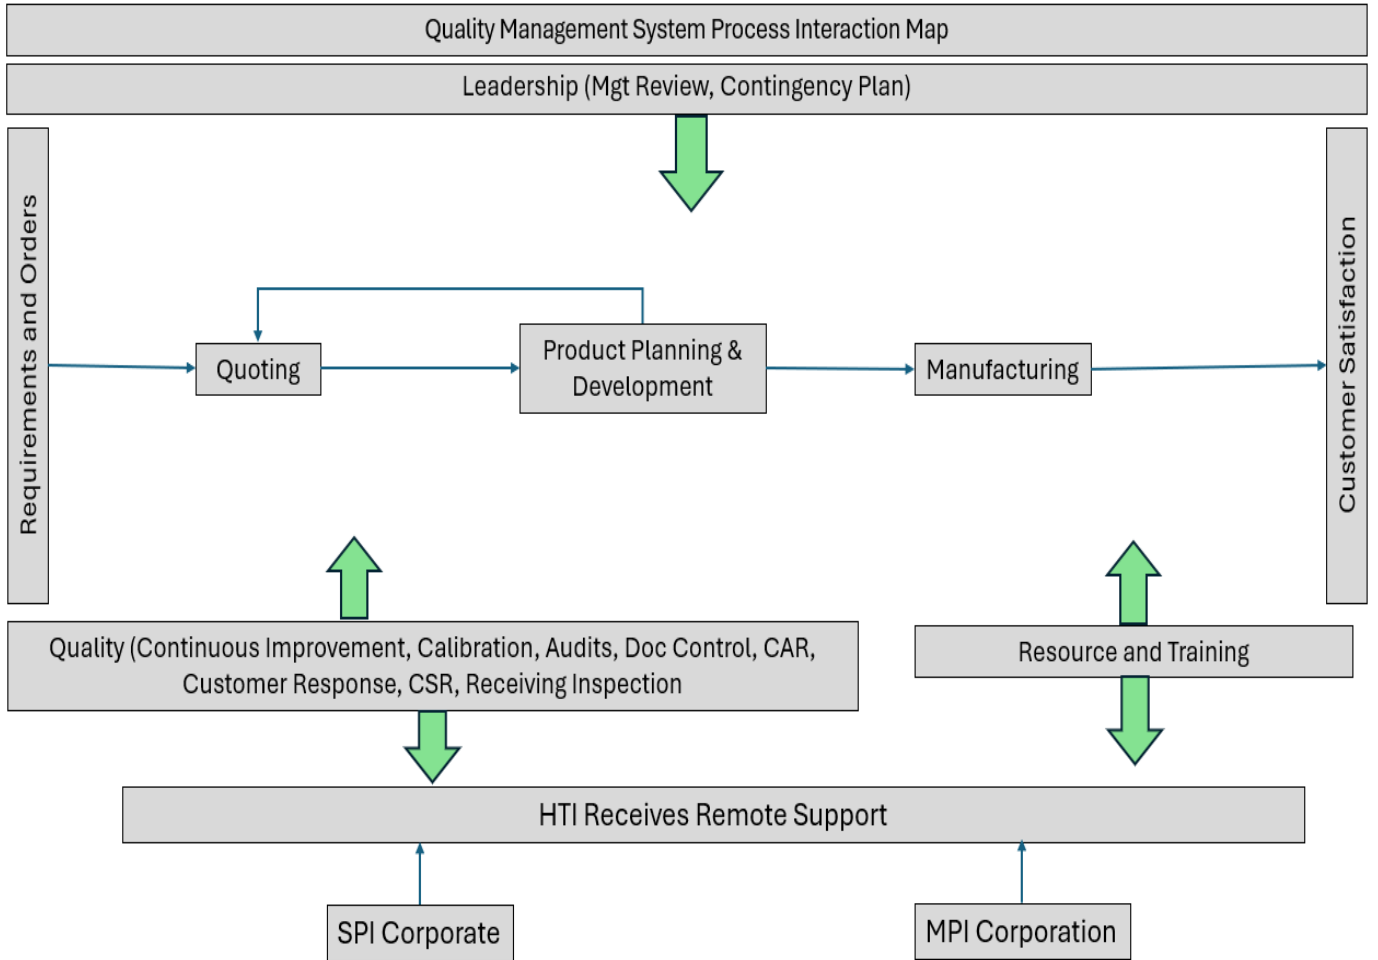 Quality Management System Process Interaction Map
Leadership (Mgt Review, Contingency Plan)
Requirements and Orders
Quoting
Product Planning &
Development
Manufacturing
Customer Satisfaction
Quality (Continuous Improvement, Calibration, Audits, Doc Control, CAR,
Customer Response, CSR, Receiving Inspection
Resource and Training
HTI Receives Remote Support
SPI Corporate
MPI Corporation